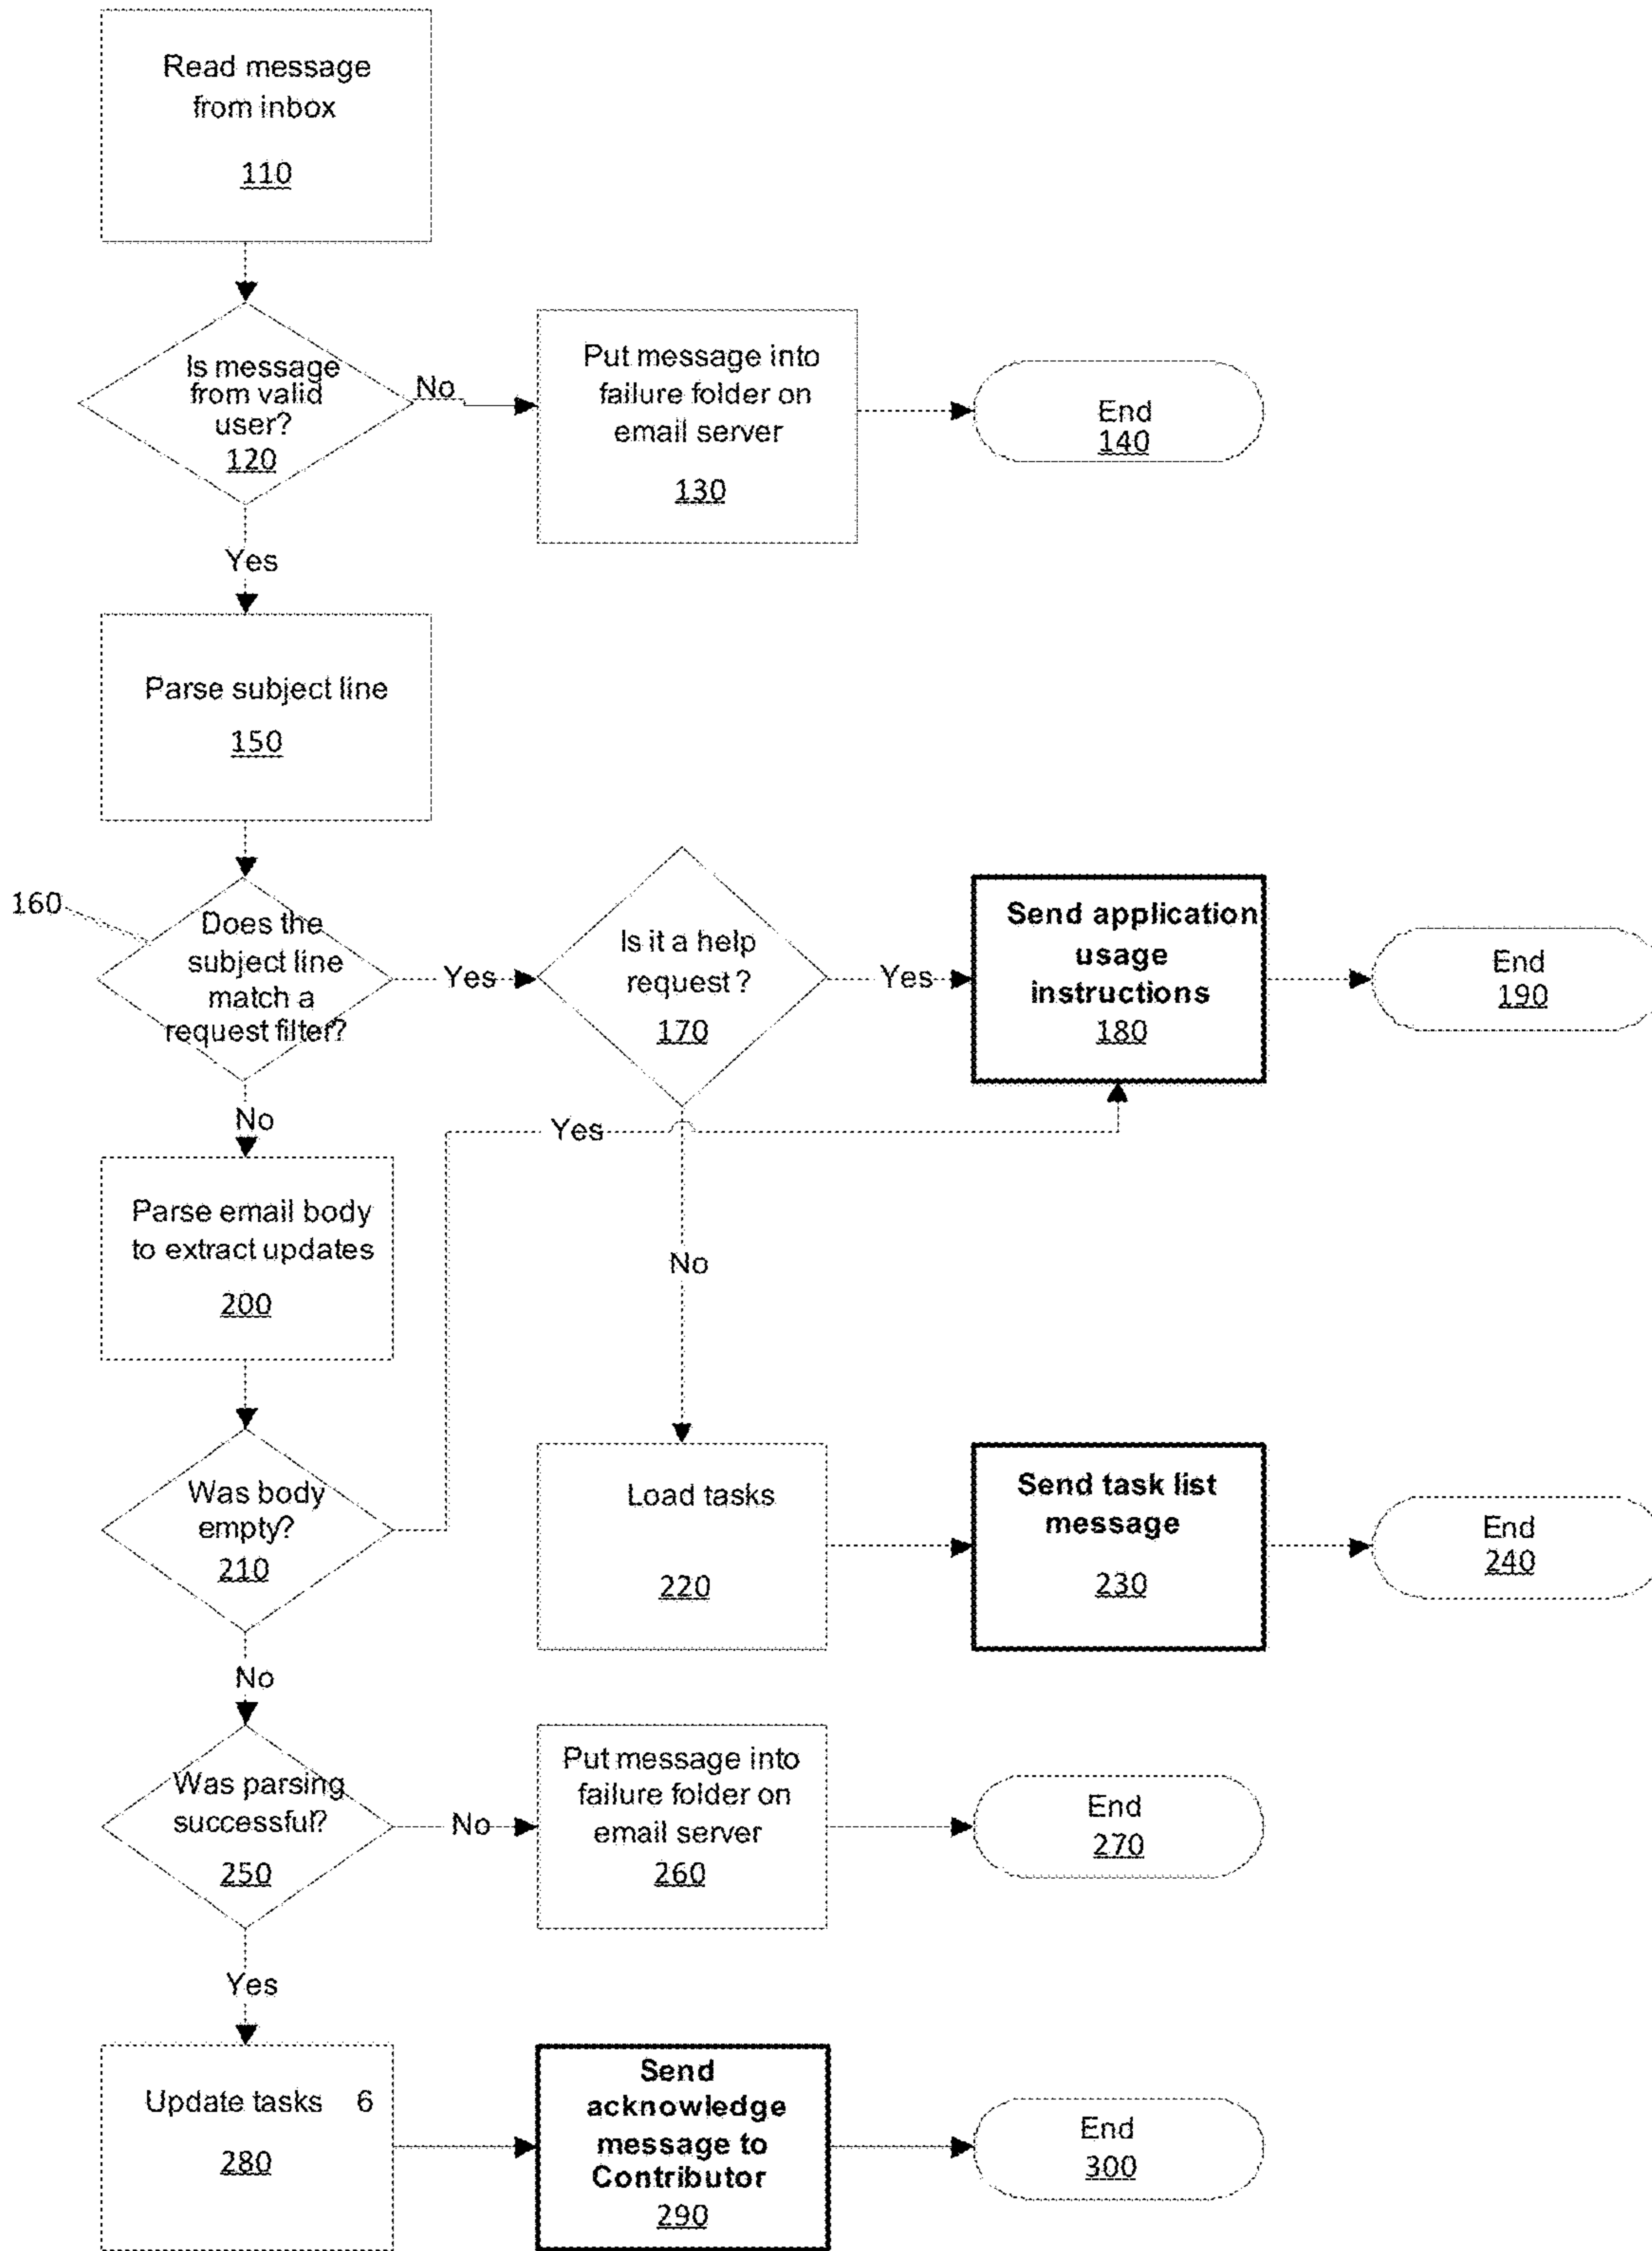 Read message
from inbox
110
Is message
from valid
user?
120
No
Put message into
failure folder on
email server
130
End
140
Yes
Parse subject line
150
160
Does the
subject line
match a
request filter?
Yes
Is it a help
request?
170
Yes
Send application
usage
instructions
180
End
190
No
Yes
Parse email body
to extract updates
200
No
Was body
empty?
210
Load tasks
220
Send task list
message
230
End
240
No
Was parsing
successful?
250
No
Put message into
failure folder on
email server
260
End
270
Yes
Update tasks 6
280
Send
acknowledge
message to
Contributor
290
End
300